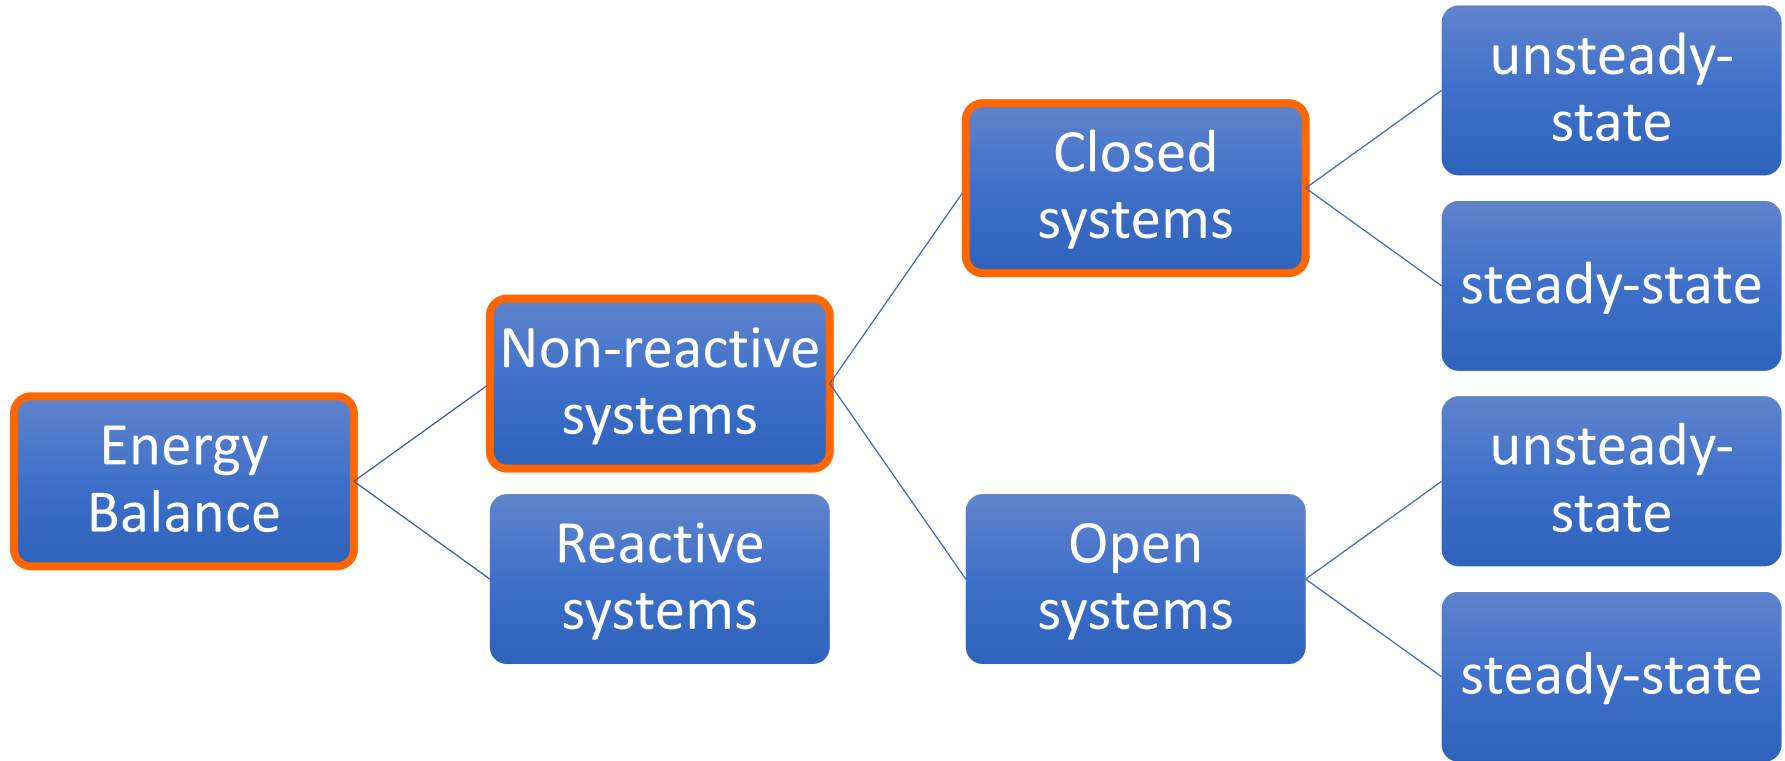 Energy
Balance
Non-reactive
systems
Reactive
systems
Closed
systems
Open
systems
unsteady-
state
steady-state
unsteady-
state
steady-state